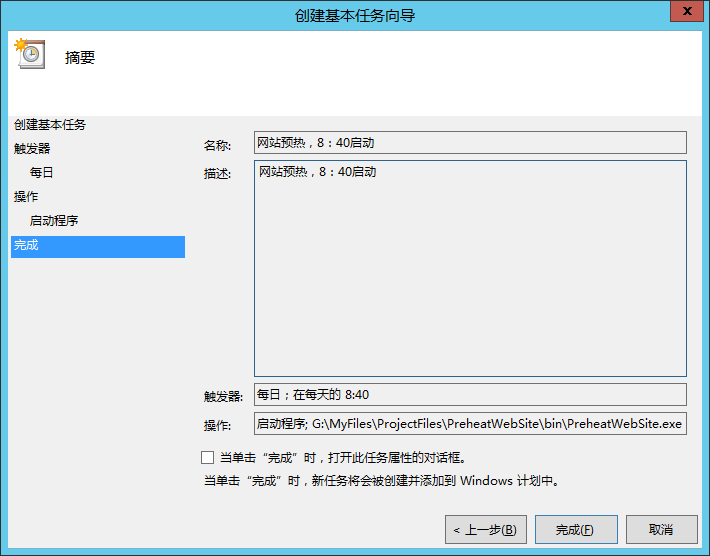 创建基本任务向导
x
摘要
创建基本任务
触发器
每日
操作
启动程序
完成
名称: 网站预热，8：40启动
描述: 网站预热，8：40启动
触发器: 每日；在每天的 8:40
操作: 启动程序; G:\MyFiles\ProjectFiles\PreheatWebSite\bin\PreheatWebSite.exe
当单击“完成”时，打开此任务属性的对话框。
当单击“完成”时，新任务将会被创建并添加到 Windows 计划中。
< 上一步(B) 完成(F) 取消